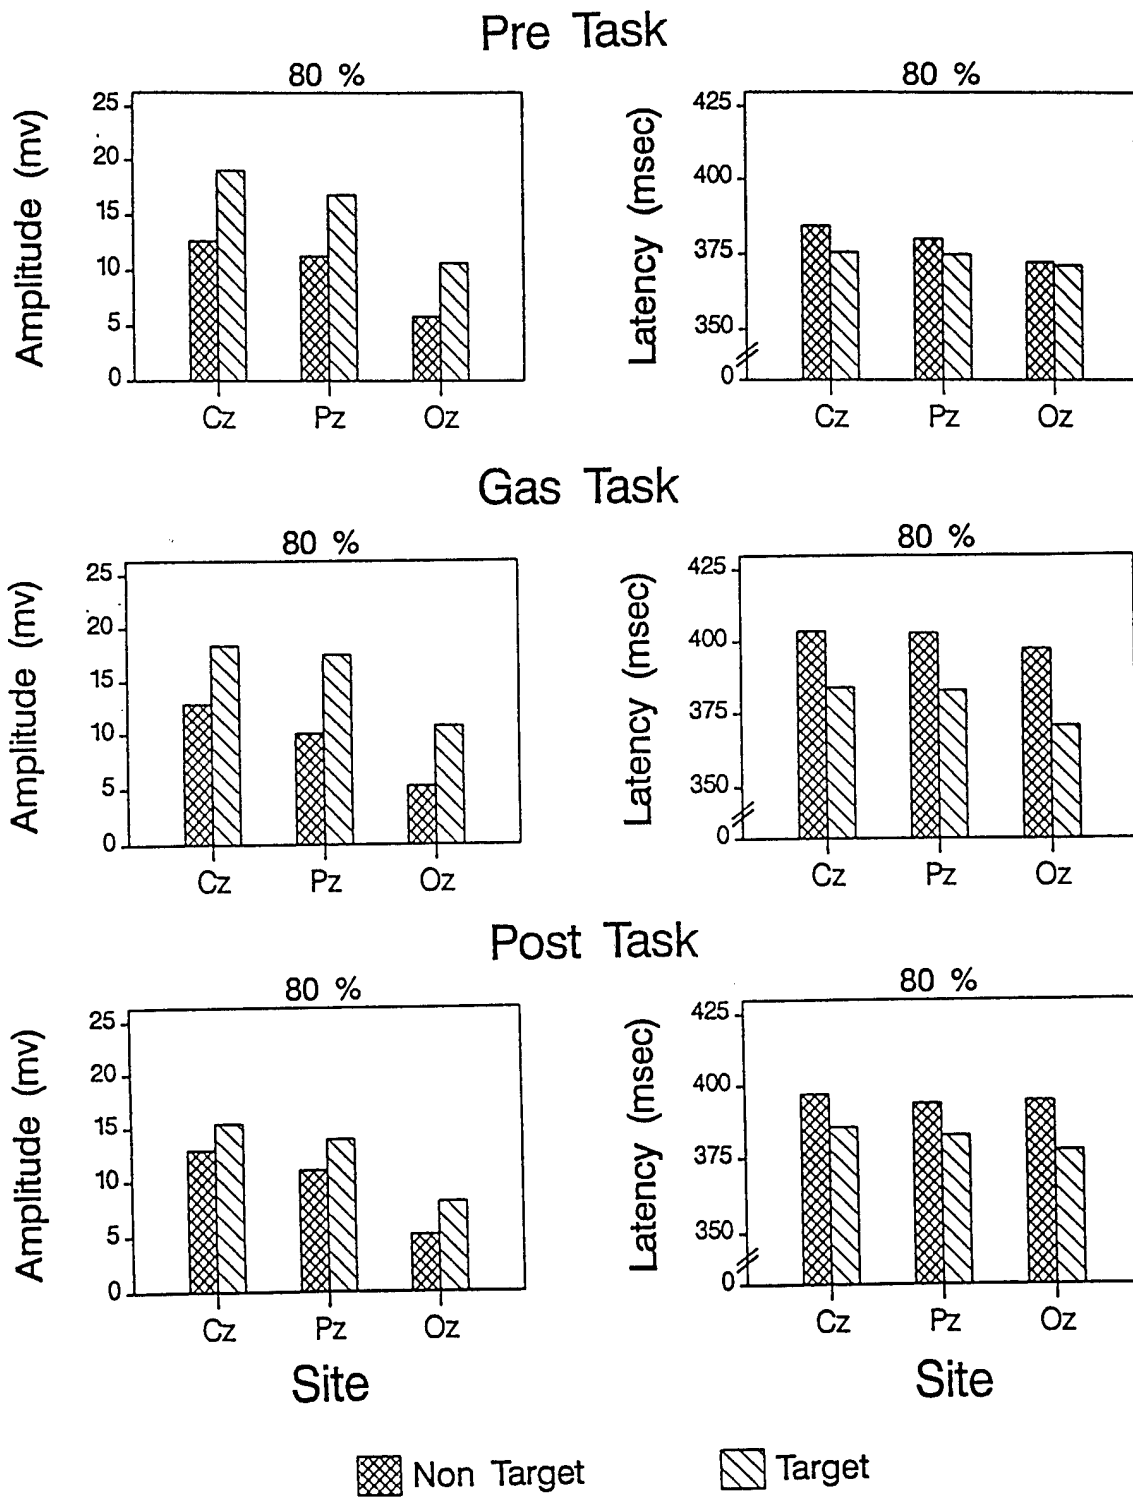 Pre Task
80 %
Amplitude (mv)
25
20
15
10
5
0
Cz Pz Oz
80 %
Latency (msec)
425
400
375
350
0
Cz Pz Oz
Gas Task
80 %
Amplitude (mv)
25
20
15
10
5
0
Cz Pz Oz
80 %
Latency (msec)
425
400
375
350
0
Cz Pz Oz
Post Task
80 %
Amplitude (mv)
25
20
15
10
5
0
Cz Pz Oz
Site
80 %
Latency (msec)
425
400
375
350
0
Cz Pz Oz
Site
Non Target
Target